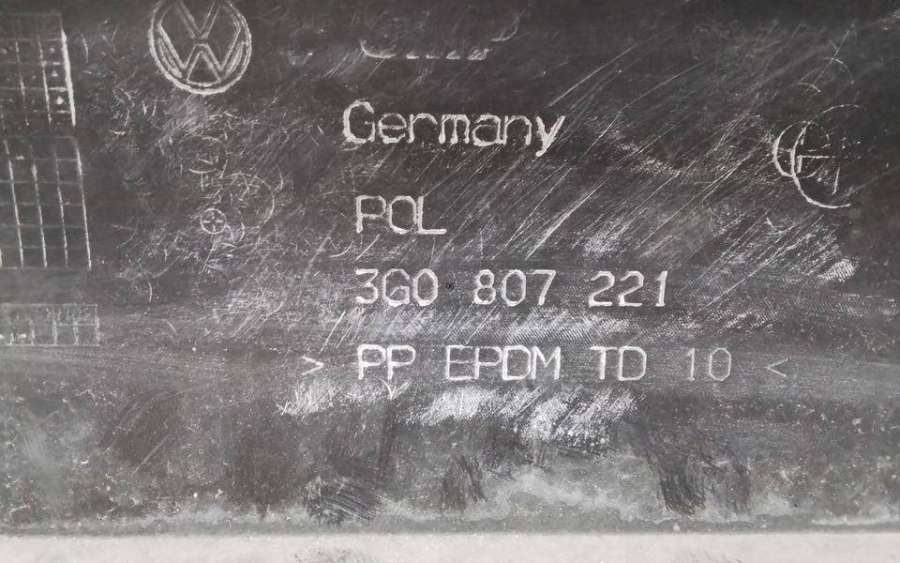 Germany
POL
3G0 807 221
> PP EPDM TD 10 <